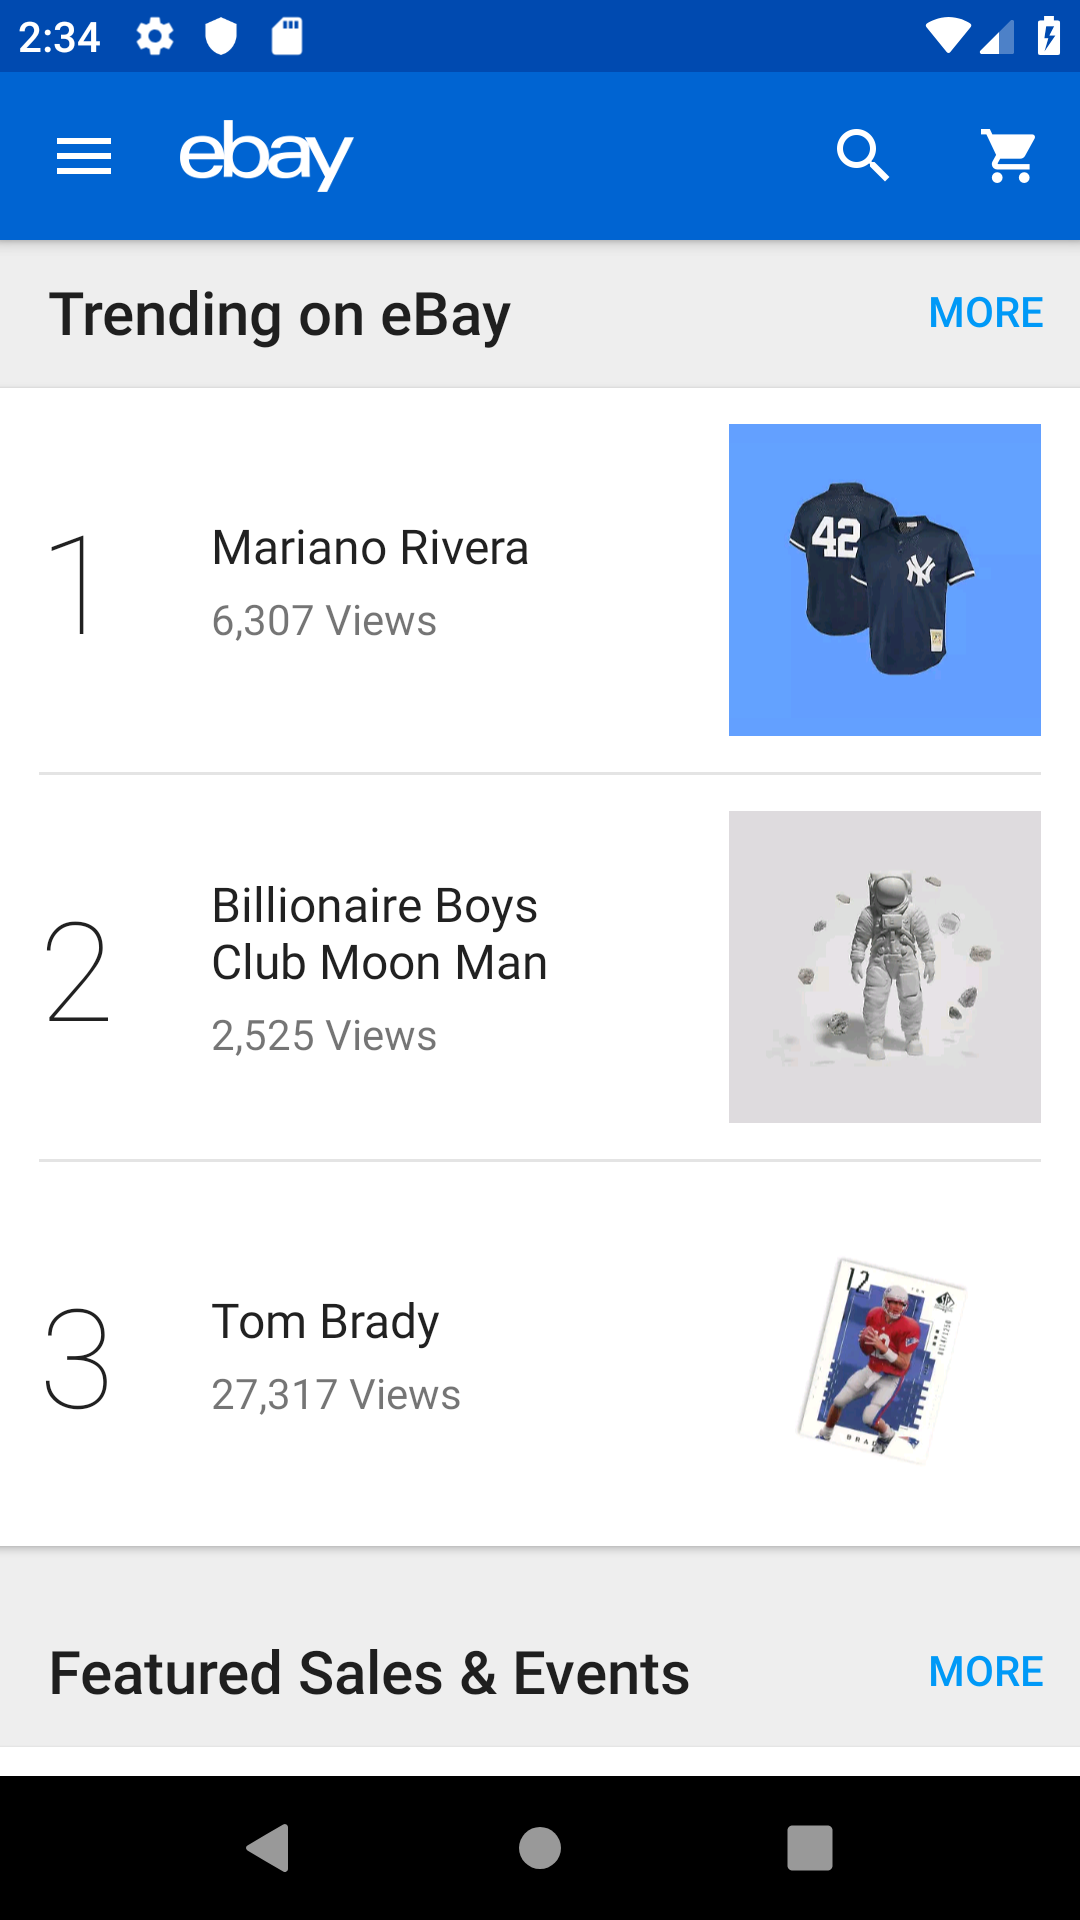 2:34
ebay
Trending on eBay
MORE
1
Mariano Rivera
6,307 Views
42
NY
2
Billionaire Boys
Club Moon Man
2,525 Views
3
Tom Brady
27,317 Views
12
Featured Sales & Events
MORE